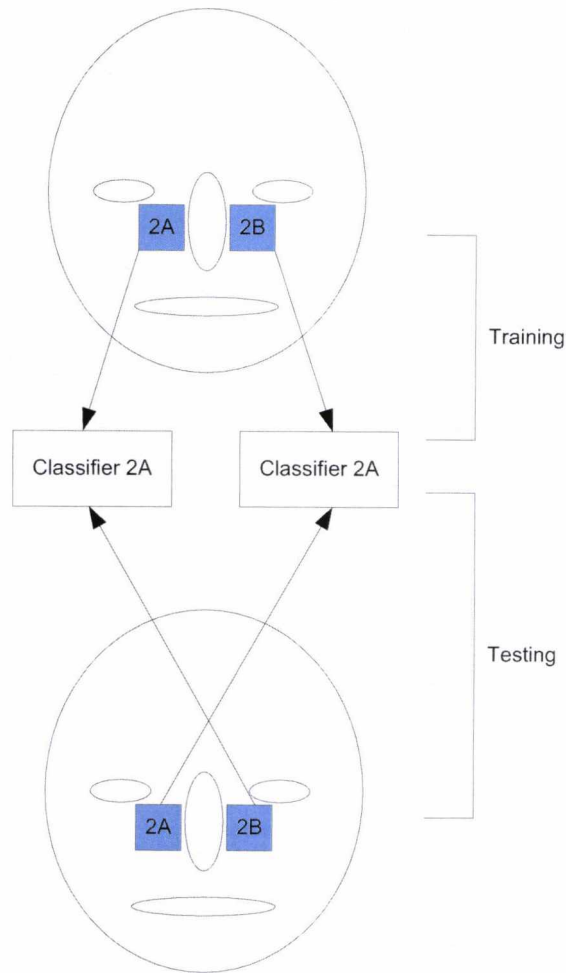 2A 2B
Training
Classifier 2A Classifier 2A
Testing
2A 2B